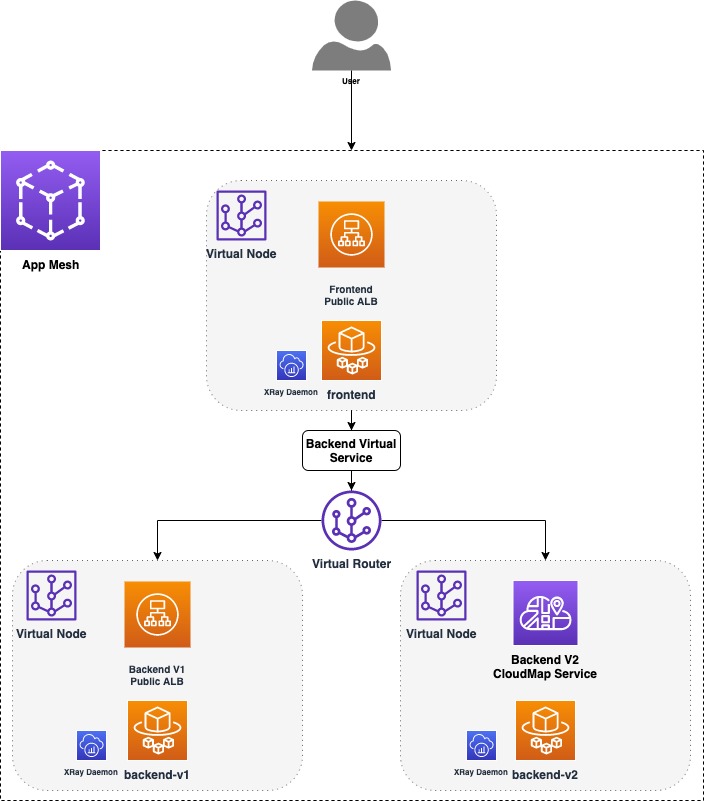 User
App Mesh
Virtual Node
Frontend
Public ALB
XRay Daemon
frontend
Backend Virtual
Service
Virtual Router
Virtual Node
Backend V1
Public ALB
XRay Daemon
backend-v1
Virtual Node
Backend V2
CloudMap Service
XRay Daemon
backend-v2